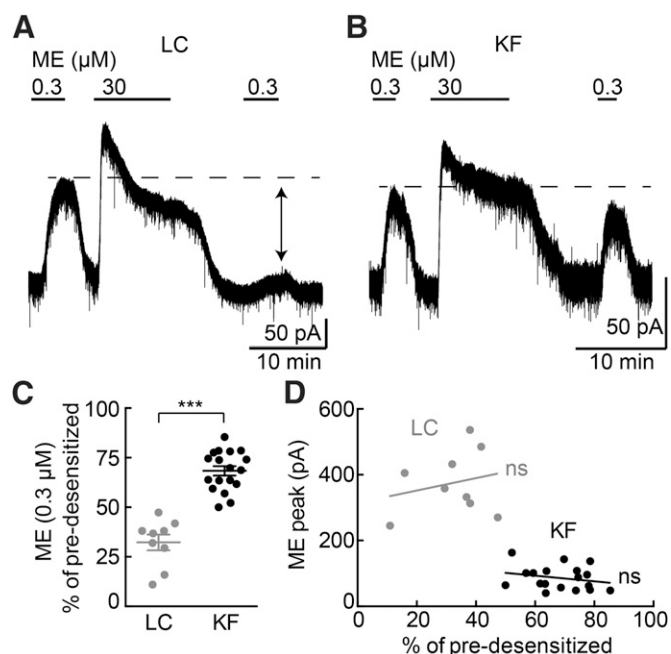 A
LC
ME (µM)
0.3 30 0.3
50 pA
10 min
B
KF
ME (µM)
0.3 30 0.3
50 pA
10 min
C
ME (0.3 µM)
% of pre-desensitized
100
75
50
25
0
***
LC KF
D
ME peak (pA)
600
400
200
0
LC
ns
KF
ns
0 20 40 60 80 100
% of pre-desensitized